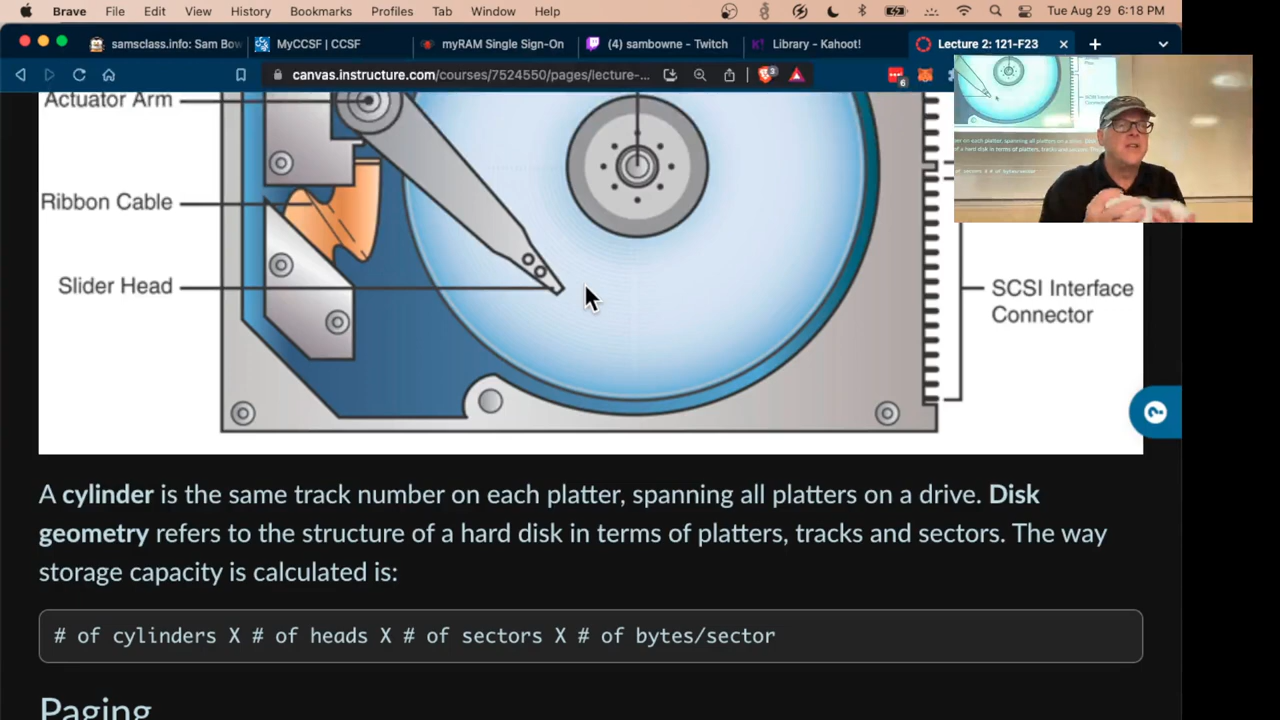 Brave File Edit View History Bookmarks Profiles Tab Window Help Tue Aug 29 6:18 PM
samsclass.info: Sam Bow MyCCSF | CCSF myRAM Single Sign-On (4) sambowne - Twitch Library - Kahoot! Lecture 2: 121-F23
canvas.instructure.com/courses/7524550/pages/lecture-... 3 6
Actuator Arm
Ribbon Cable
Slider Head
SCSI Interface
Connector
A cylinder is the same track number on each platter, spanning all platters on a drive. Disk
geometry refers to the structure of a hard disk in terms of platters, tracks and sectors. The way
storage capacity is calculated is:
# of cylinders X # of heads X # of sectors X # of bytes/sector
Paging